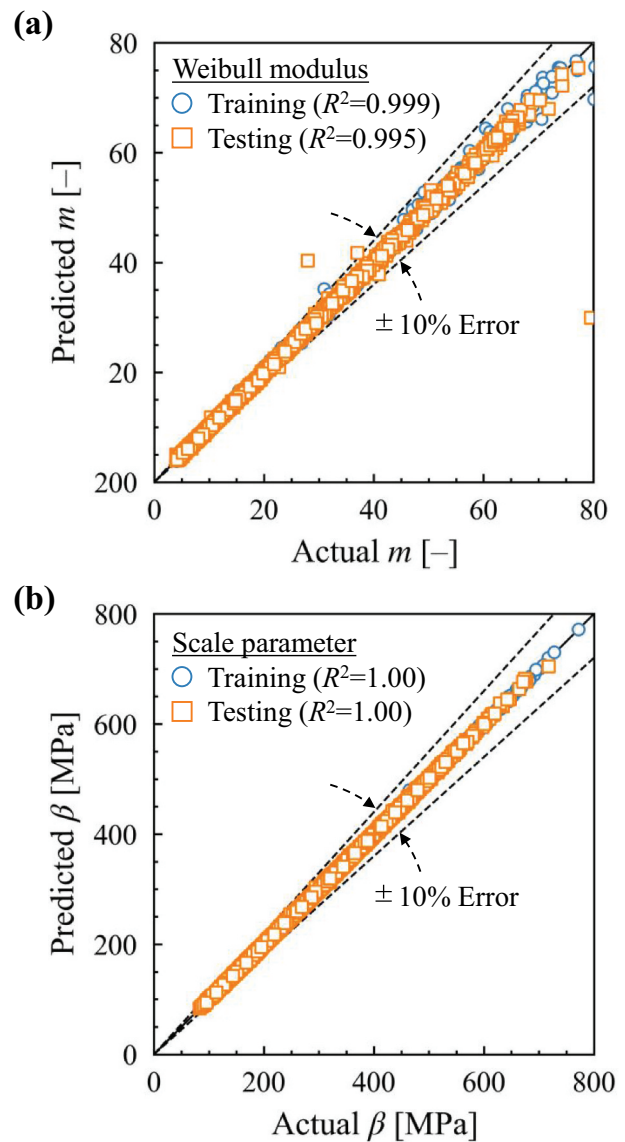 (a)
80
Weibull modulus
Training (R²=0.999)
Testing (R²=0.995)
60
40
± 10% Error
20
200
0 20 40 60 80
Predicted m [–]
Actual m [–]
(b)
800
Scale parameter
Training (R²=1.00)
Testing (R²=1.00)
600
400
± 10% Error
200
0
0 200 400 600 800
Predicted β [MPa]
Actual β [MPa]